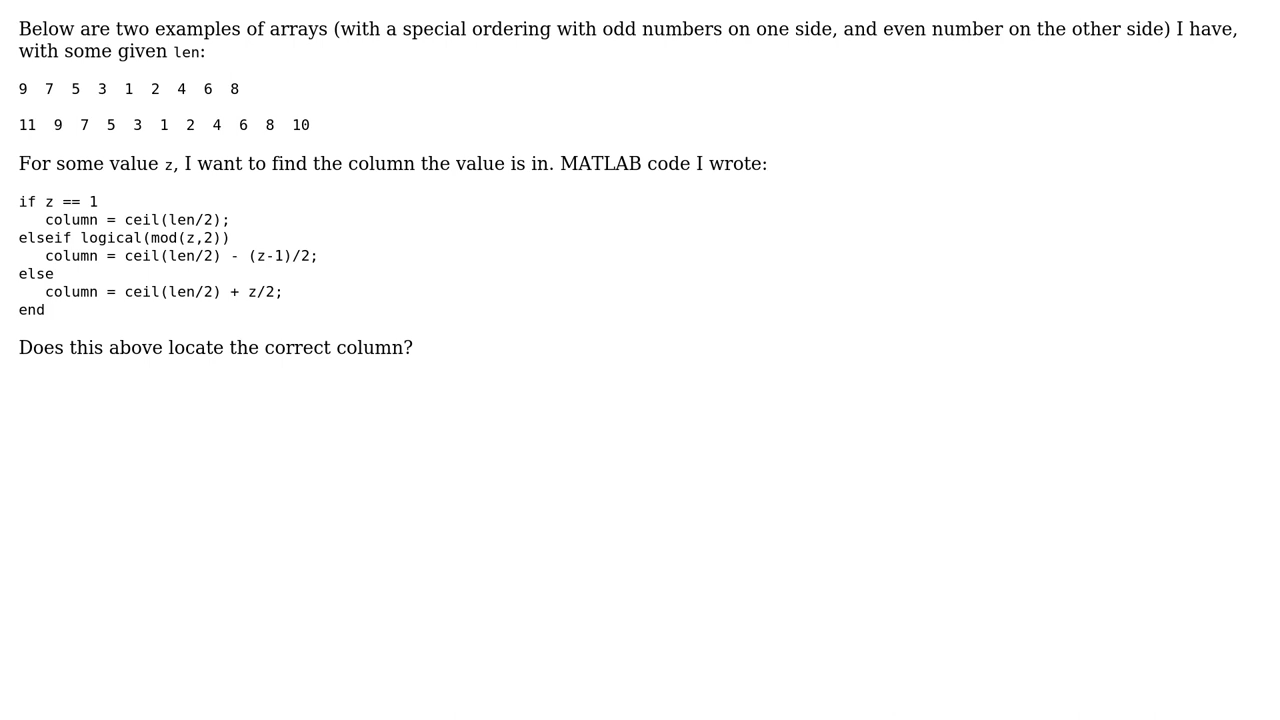 Below are two examples of arrays (with a special ordering with odd numbers on one side, and even number on the other side) I have,
with some given len:
9  7  5  3  1  2  4  6  8
11  9  7  5  3  1  2  4  6  8  10
For some value z, I want to find the column the value is in. MATLAB code I wrote:
if z == 1
   column = ceil(len/2);
elseif logical(mod(z,2))
   column = ceil(len/2) - (z-1)/2;
else
   column = ceil(len/2) + z/2;
end
Does this above locate the correct column?